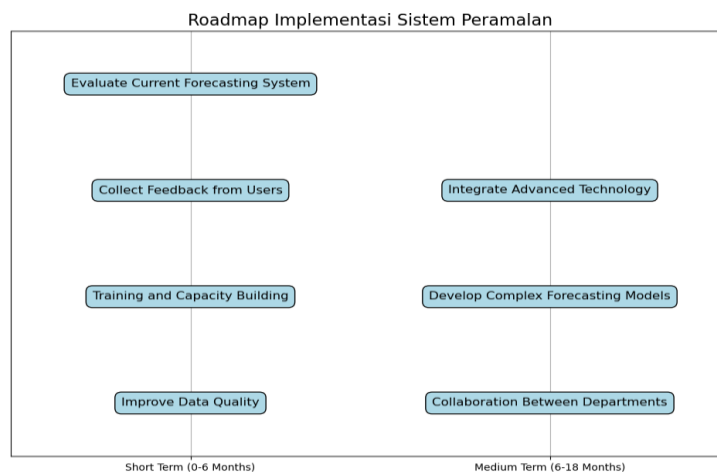 Roadmap Implementasi Sistem Peramalan
Evaluate Current Forecasting System
Collect Feedback from Users
Integrate Advanced Technology
Training and Capacity Building
Develop Complex Forecasting Models
Improve Data Quality
Collaboration Between Departments
Short Term (0-6 Months)
Medium Term (6-18 Months)